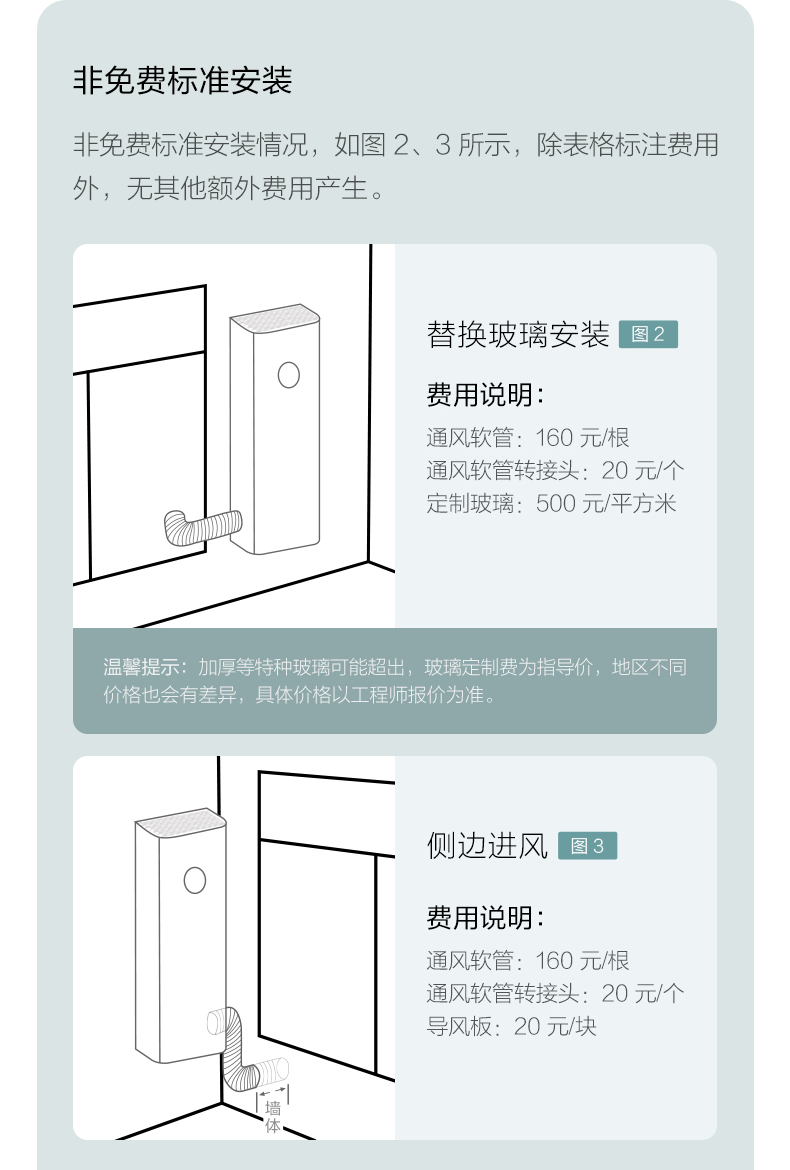 非免费标准安装
非免费标准安装情况，如图 2、3 所示，除表格标注费用
外，无其他额外费用产生。
替换玻璃安装 图 2
费用说明：
通风软管：160 元/根
通风软管转接头：20 元/个
定制玻璃：500 元/平方米
温馨提示：加厚等特种玻璃可能超出，玻璃定制费为指导价，地区不同
价格也会有差异，具体价格以工程师报价为准。
侧边进风 图 3
费用说明：
通风软管：160 元/根
通风软管转接头：20 元/个
导风板：20 元/块
墙
体